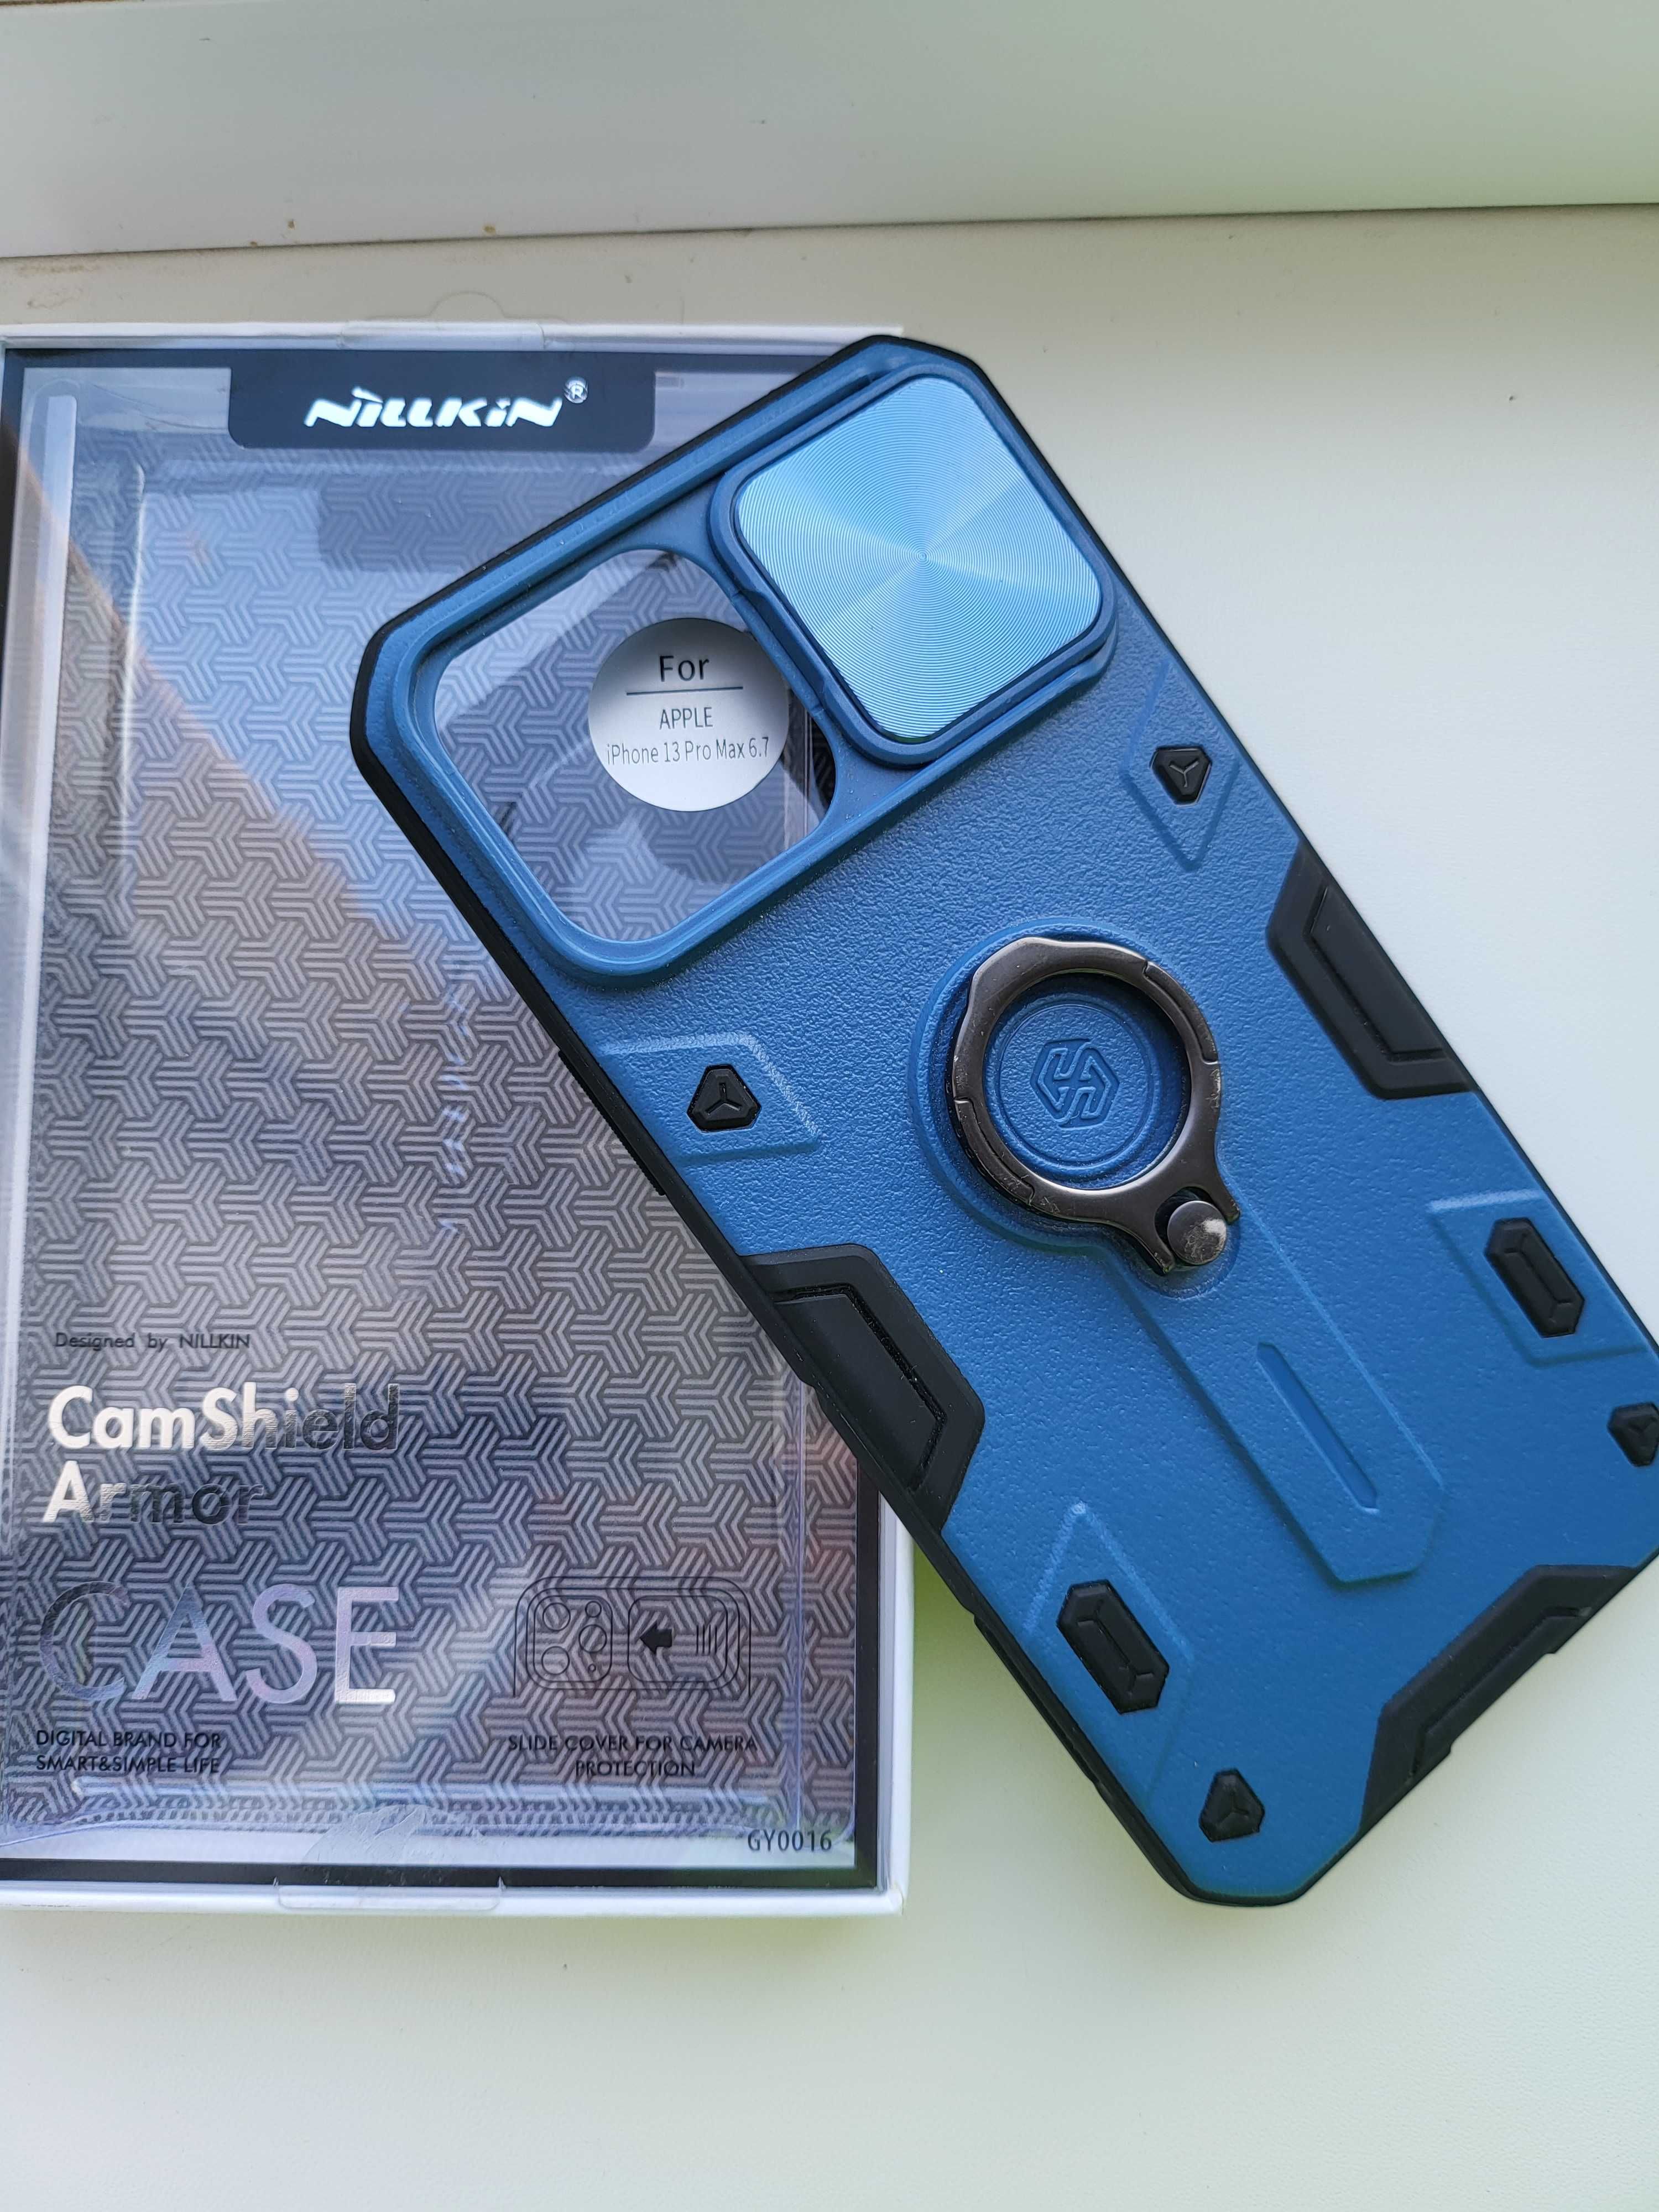 NiLLKiN®
For
APPLE
iPhone 13 Pro Max 6.7
Designed by NILLKIN
CamShield
Armor
CASE
DIGITAL BRAND FOR
SMART&SIMPLE LIFE
SLIDE COVER FOR CAMERA
PROTECTION
GY0016